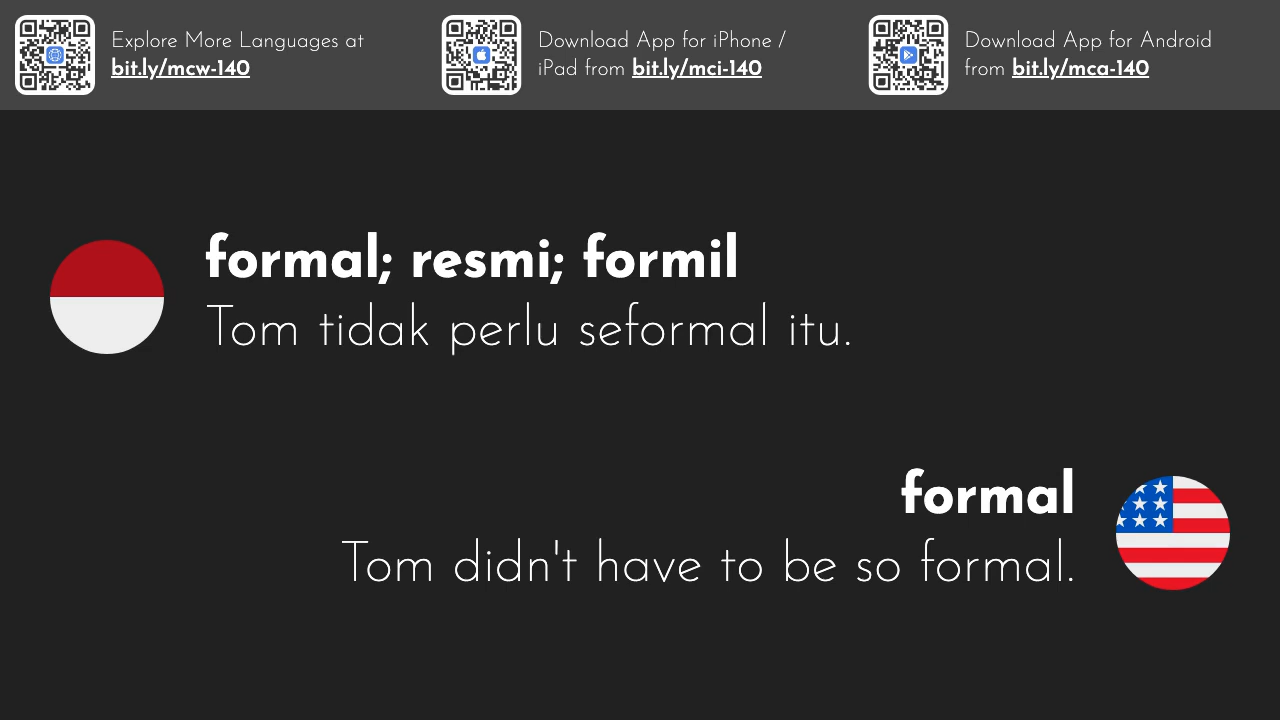 Explore More Languages at
bit.ly/mcw-140
Download App for iPhone /
iPad from bit.ly/mci-140
Download App for Android
from bit.ly/mca-140
formal; resmi; formil
Tom tidak perlu seformal itu.
formal
Tom didn't have to be so formal.